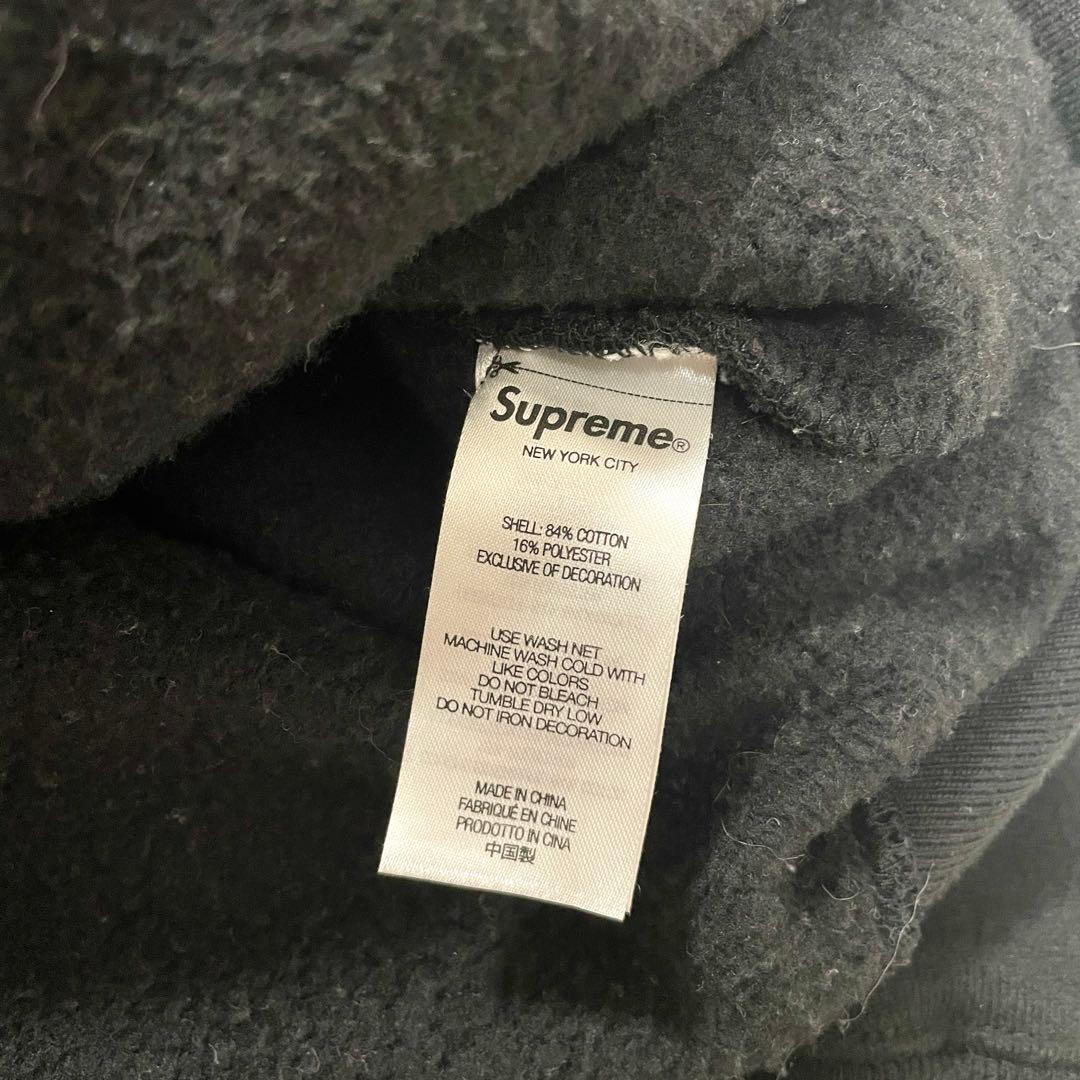 Supreme®
NEW YORK CITY
SHELL: 84% COTTON
16% POLYESTER
EXCLUSIVE OF DECORATION
USE WASH NET
MACHINE WASH COLD WITH
LIKE COLORS
DO NOT BLEACH
TUMBLE DRY LOW
DO NOT IRON DECORATION
MADE IN CHINA
FABRIQUÉ EN CHINE
PRODOTTO IN CINA
中国製